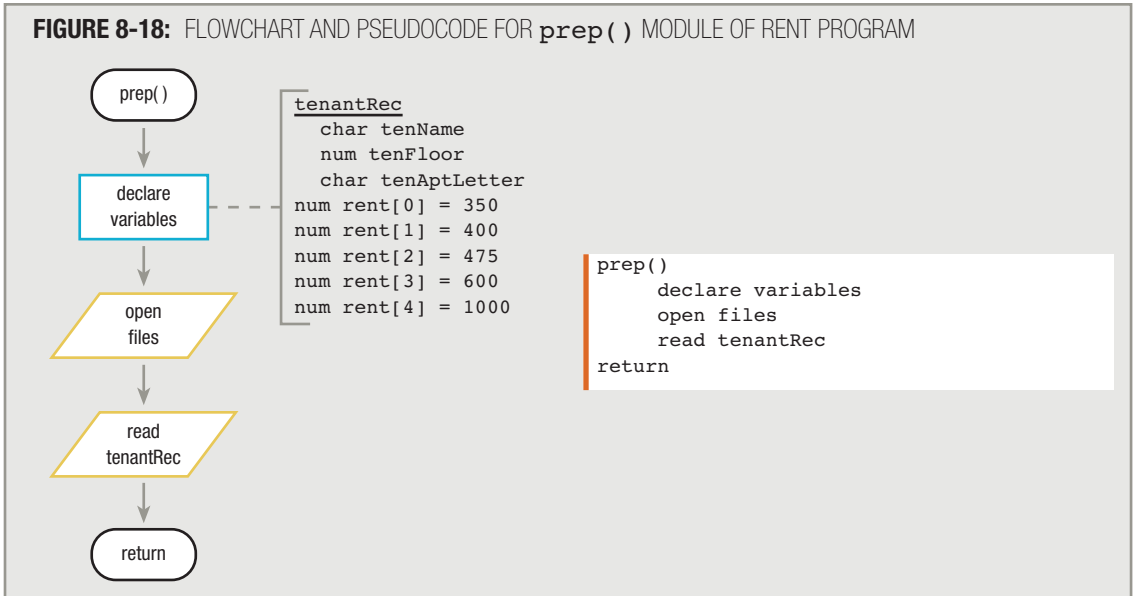 FIGURE 8-18: FLOWCHART AND PSEUDOCODE FOR prep() MODULE OF RENT PROGRAM
prep( )
declare
variables
open
files
read
tenantRec
return
tenantRec
char tenName
num tenFloor
char tenAptLetter
num rent[0] = 350
num rent[1] = 400
num rent[2] = 475
num rent[3] = 600
num rent[4] = 1000
prep()
declare variables
open files
read tenantRec
return